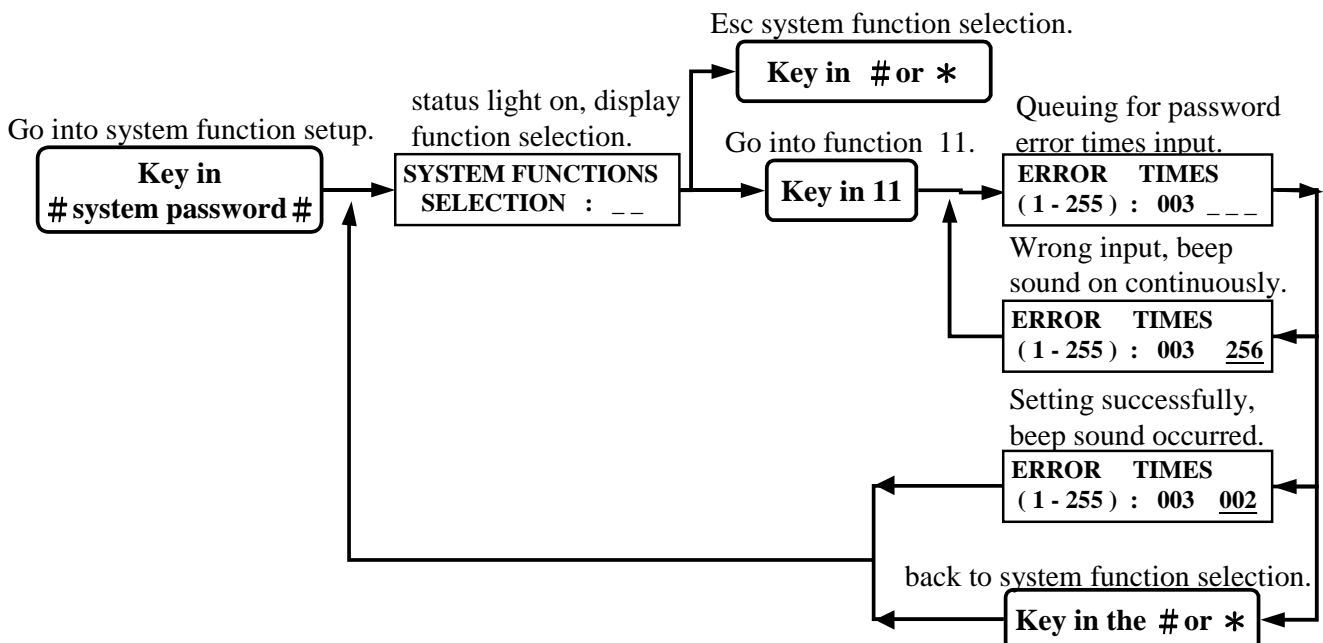 Esc system function selection.
Key in # or *
status light on, display
function selection.
Go into system function setup.
Key in
# system password #
SYSTEM FUNCTIONS
SELECTION : _ _
Go into function 11.
Key in 11
Queuing for password
error times input.
ERROR TIMES
( 1 - 255 ) : 003 _ _ _
Wrong input, beep
sound on continuously.
ERROR TIMES
( 1 - 255 ) : 003 256
Setting successfully,
beep sound occurred.
ERROR TIMES
( 1 - 255 ) : 003 002
back to system function selection.
Key in the # or *